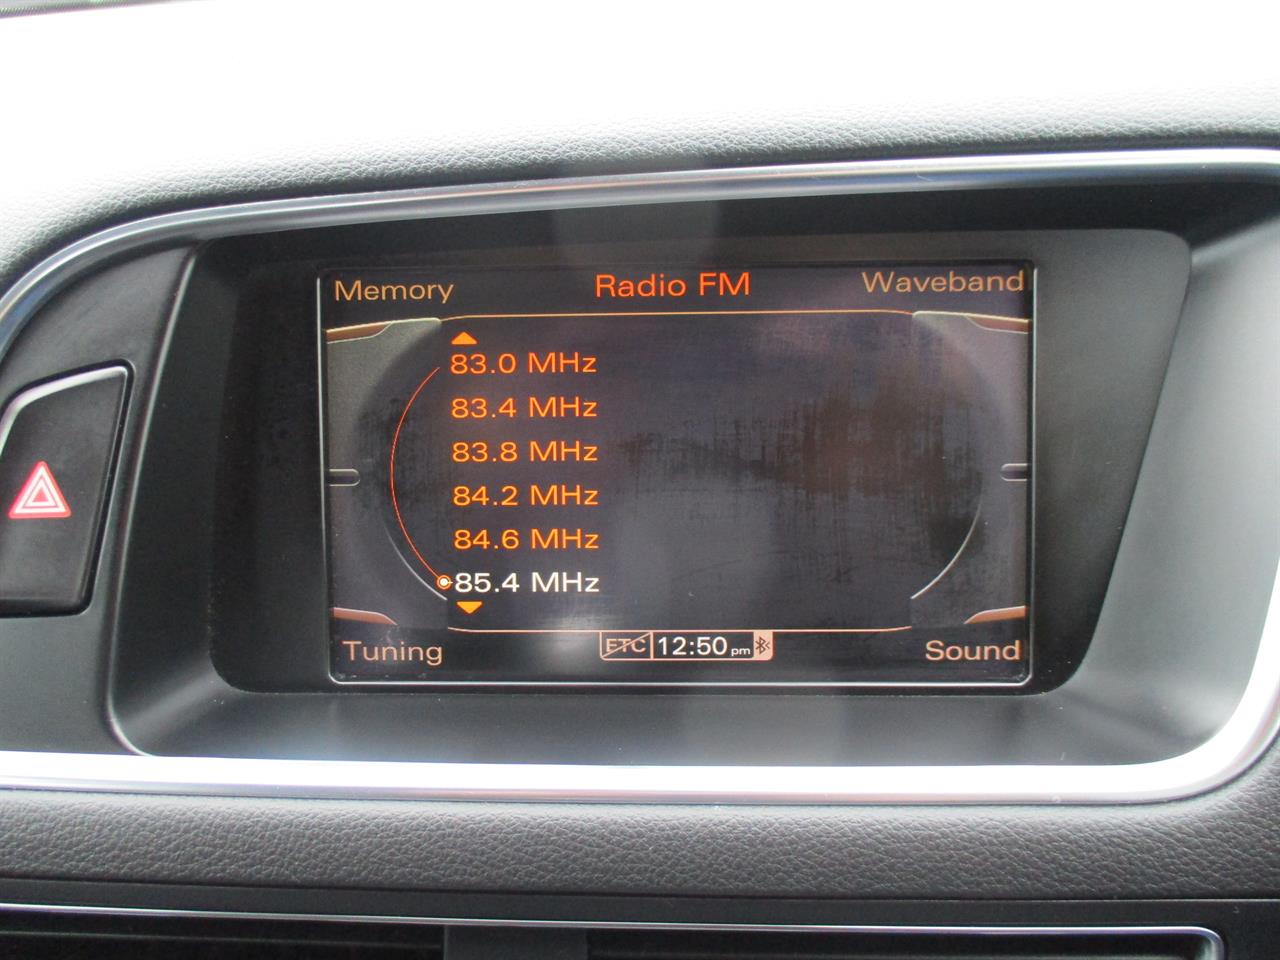 Memory Radio FM Waveband
83.0 MHz
83.4 MHz
83.8 MHz
84.2 MHz
84.6 MHz
85.4 MHz
Tuning ETC 12:50 pm Sound